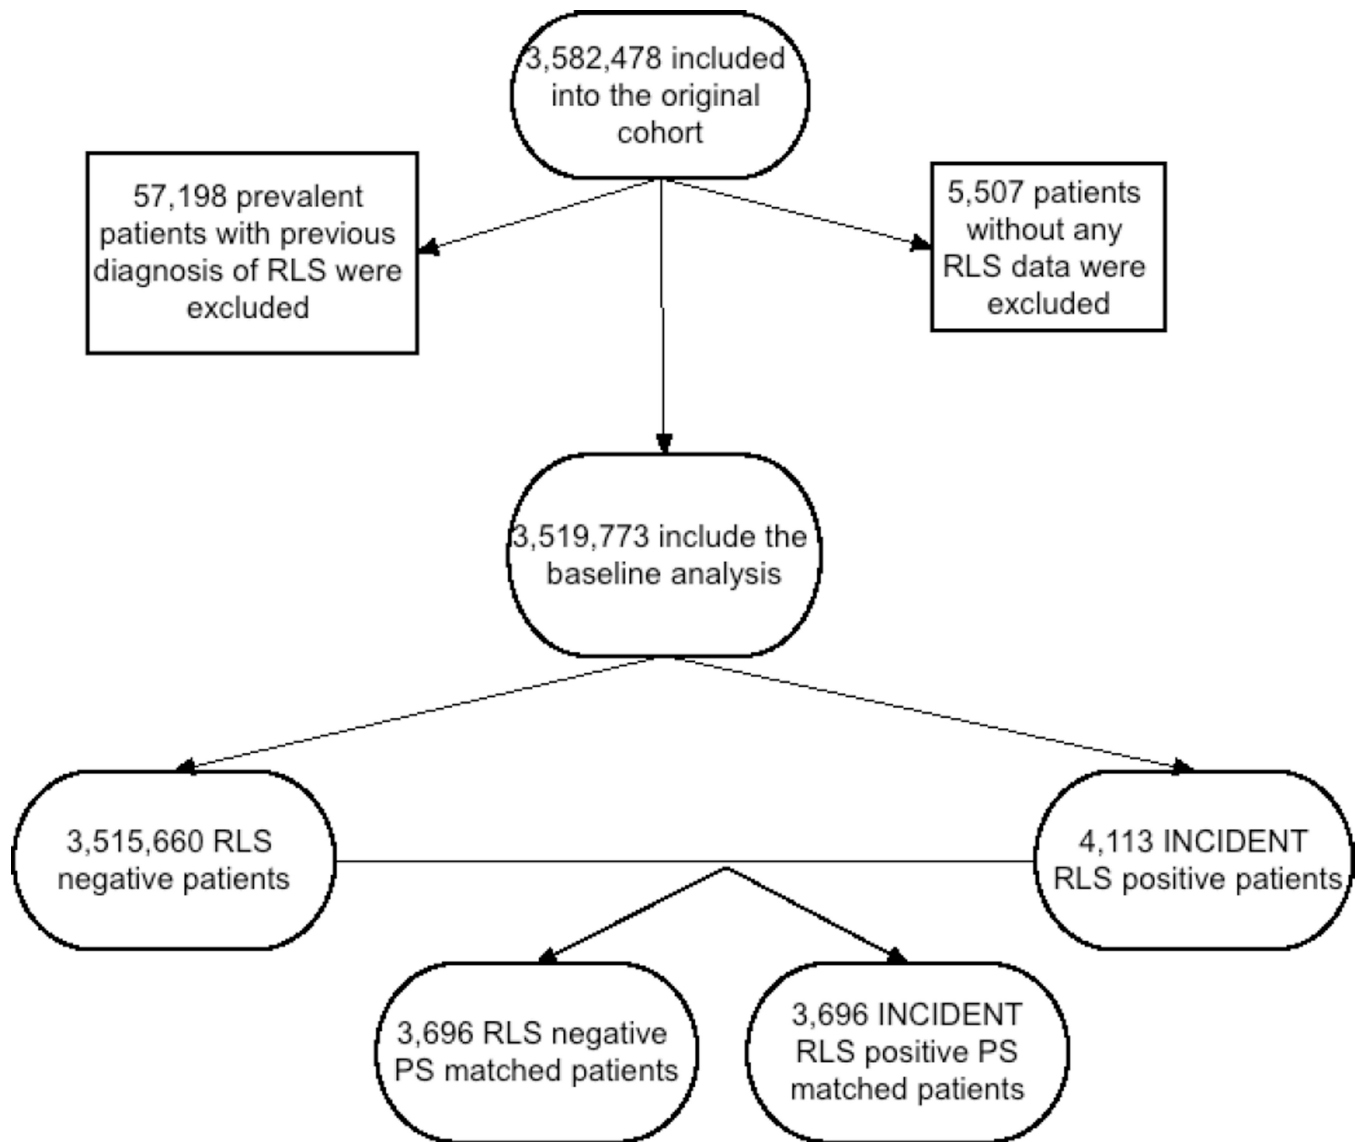 3,582,478 included
into the original
cohort
57,198 prevalent
patients with previous
diagnosis of RLS were
excluded
5,507 patients
without any
RLS data were
excluded
3,519,773 include the
baseline analysis
3,515,660 RLS
negative patients
4,113 INCIDENT
RLS positive patients
3,696 RLS negative
PS matched patients
3,696 INCIDENT
RLS positive PS
matched patients